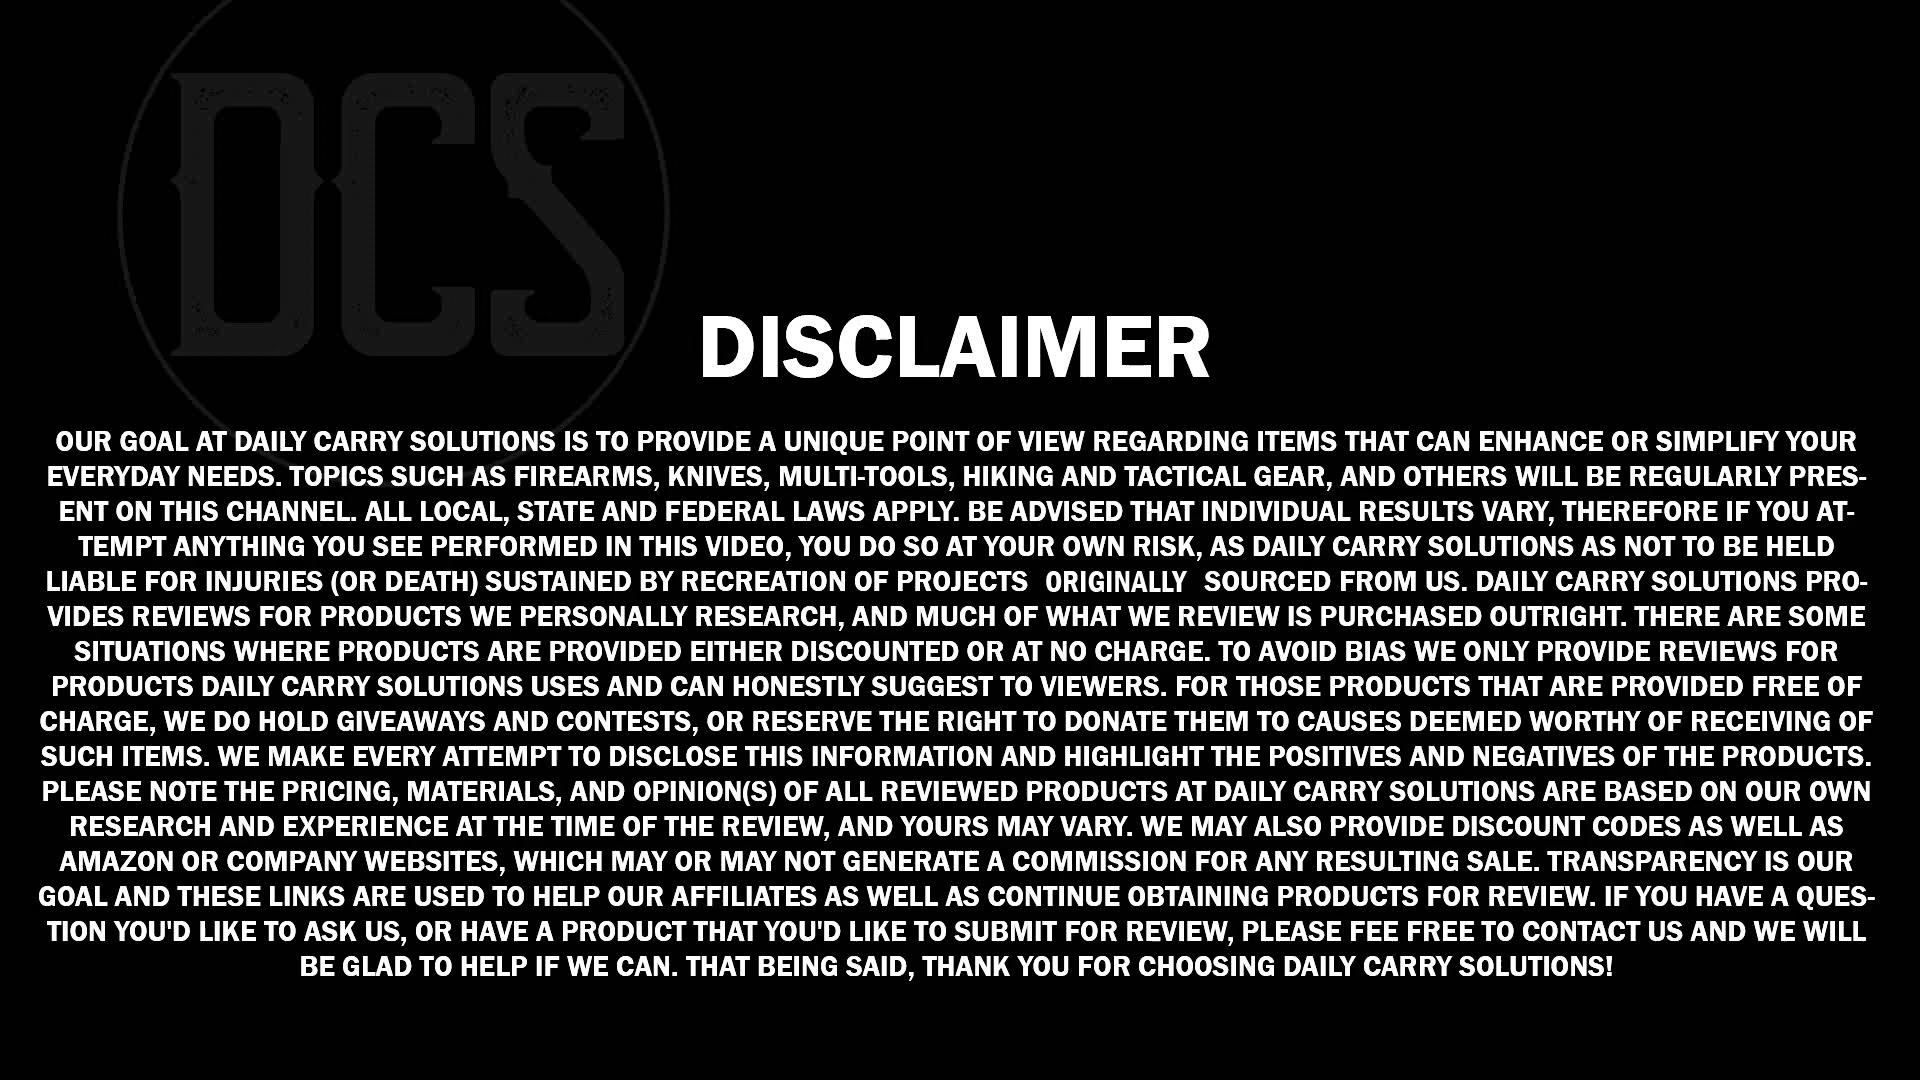 DCS
DISCLAIMER
OUR GOAL AT DAILY CARRY SOLUTIONS IS TO PROVIDE A UNIQUE POINT OF VIEW REGARDING ITEMS THAT CAN ENHANCE OR SIMPLIFY YOUR
EVERYDAY NEEDS. TOPICS SUCH AS FIREARMS, KNIVES, MULTI-TOOLS, HIKING AND TACTICAL GEAR, AND OTHERS WILL BE REGULARLY PRES-
ENT ON THIS CHANNEL. ALL LOCAL, STATE AND FEDERAL LAWS APPLY. BE ADVISED THAT INDIVIDUAL RESULTS VARY, THEREFORE IF YOU AT-
TEMPT ANYTHING YOU SEE PERFORMED IN THIS VIDEO, YOU DO SO AT YOUR OWN RISK, AS DAILY CARRY SOLUTIONS AS NOT TO BE HELD
LIABLE FOR INJURIES (OR DEATH) SUSTAINED BY RECREATION OF PROJECTS ORIGINALLY SOURCED FROM US. DAILY CARRY SOLUTIONS PRO-
VIDES REVIEWS FOR PRODUCTS WE PERSONALLY RESEARCH, AND MUCH OF WHAT WE REVIEW IS PURCHASED OUTRIGHT. THERE ARE SOME
SITUATIONS WHERE PRODUCTS ARE PROVIDED EITHER DISCOUNTED OR AT NO CHARGE. TO AVOID BIAS WE ONLY PROVIDE REVIEWS FOR
PRODUCTS DAILY CARRY SOLUTIONS USES AND CAN HONESTLY SUGGEST TO VIEWERS. FOR THOSE PRODUCTS THAT ARE PROVIDED FREE OF
CHARGE, WE DO HOLD GIVEAWAYS AND CONTESTS, OR RESERVE THE RIGHT TO DONATE THEM TO CAUSES DEEMED WORTHY OF RECEIVING OF
SUCH ITEMS. WE MAKE EVERY ATTEMPT TO DISCLOSE THIS INFORMATION AND HIGHLIGHT THE POSITIVES AND NEGATIVES OF THE PRODUCTS.
PLEASE NOTE THE PRICING, MATERIALS, AND OPINION(S) OF ALL REVIEWED PRODUCTS AT DAILY CARRY SOLUTIONS ARE BASED ON OUR OWN
RESEARCH AND EXPERIENCE AT THE TIME OF THE REVIEW, AND YOURS MAY VARY. WE MAY ALSO PROVIDE DISCOUNT CODES AS WELL AS
AMAZON OR COMPANY WEBSITES, WHICH MAY OR MAY NOT GENERATE A COMMISSION FOR ANY RESULTING SALE. TRANSPARENCY IS OUR
GOAL AND THESE LINKS ARE USED TO HELP OUR AFFILIATES AS WELL AS CONTINUE OBTAINING PRODUCTS FOR REVIEW. IF YOU HAVE A QUES-
TION YOU'D LIKE TO ASK US, OR HAVE A PRODUCT THAT YOU'D LIKE TO SUBMIT FOR REVIEW, PLEASE FEE FREE TO CONTACT US AND WE WILL
BE GLAD TO HELP IF WE CAN. THAT BEING SAID, THANK YOU FOR CHOOSING DAILY CARRY SOLUTIONS!